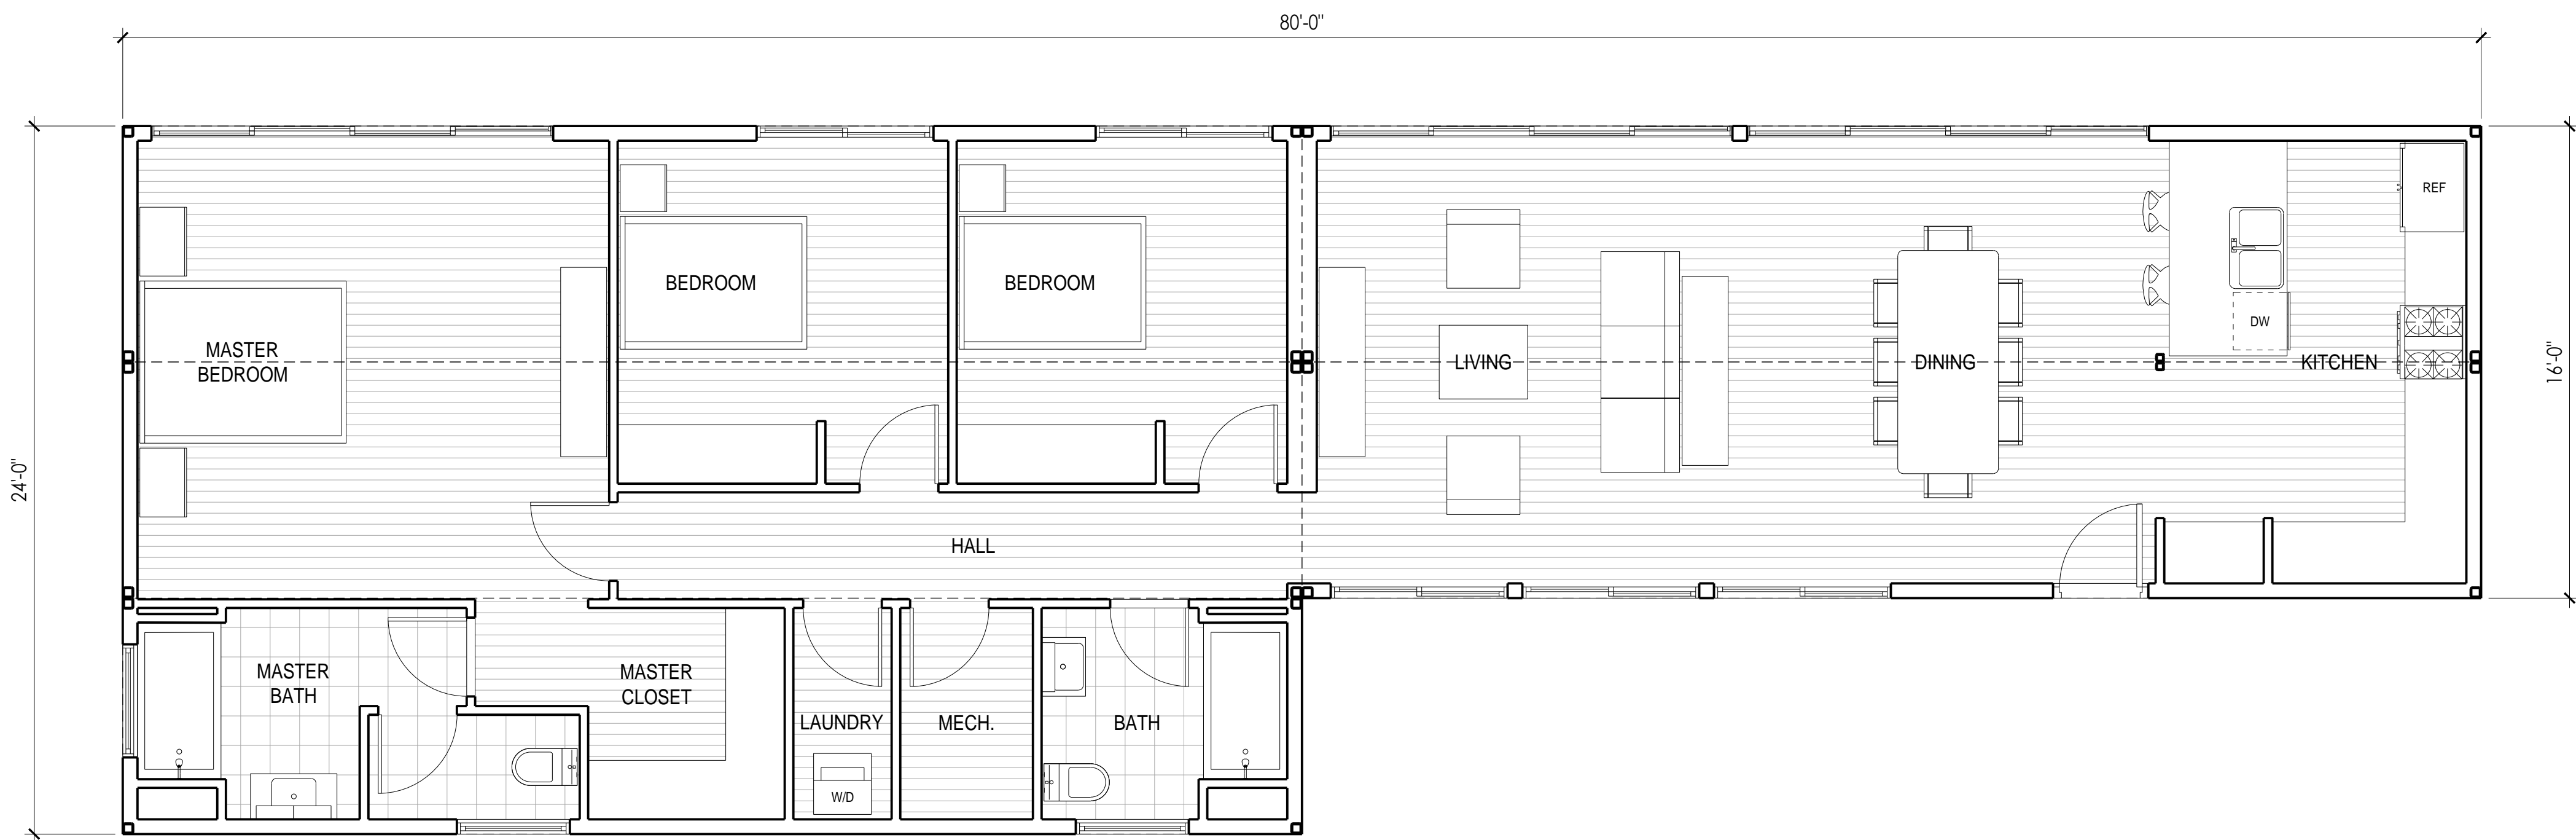 80'-0"
REF
BEDROOM
BEDROOM
DW
MASTER
BEDROOM
LIVING
DINING
KITCHEN
16'-0"
24'-0"
HALL
MASTER
BATH
MASTER
CLOSET
LAUNDRY
MECH.
BATH
W/D